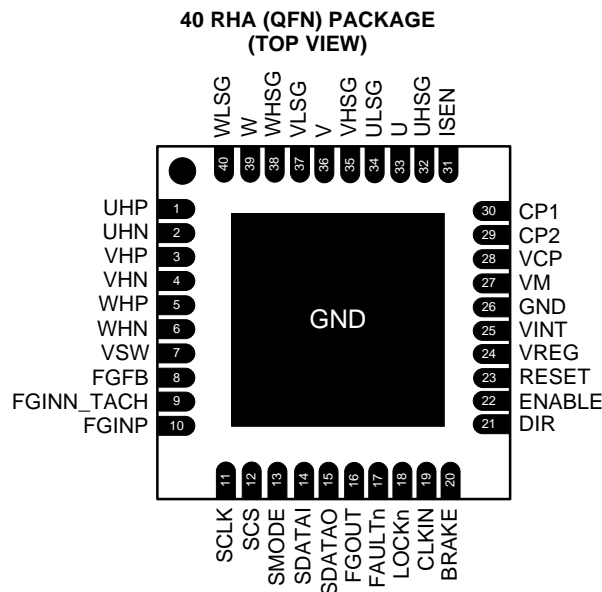 40 RHA (QFN) PACKAGE
(TOP VIEW)
WLSG
W
WHSG
VLSG
V
VHSG
ULSG
U
UHSG
ISEN
40
39
38
37
36
35
34
33
32
31
UHP 1
UHN 2
VHP 3
VHN 4
WHP 5
WHN 6
VSW 7
FGFB 8
FGINN_TACH 9
FGINP 10
GND
30 CP1
29 CP2
28 VCP
27 VM
26 GND
25 VINT
24 VREG
23 RESET
22 ENABLE
21 DIR
11
12
13
14
15
16
17
18
19
20
SCLK
SCS
SMODE
SDATAI
SDATAO
FGOUT
FAULTn
LOCKn
CLKIN
BRAKE